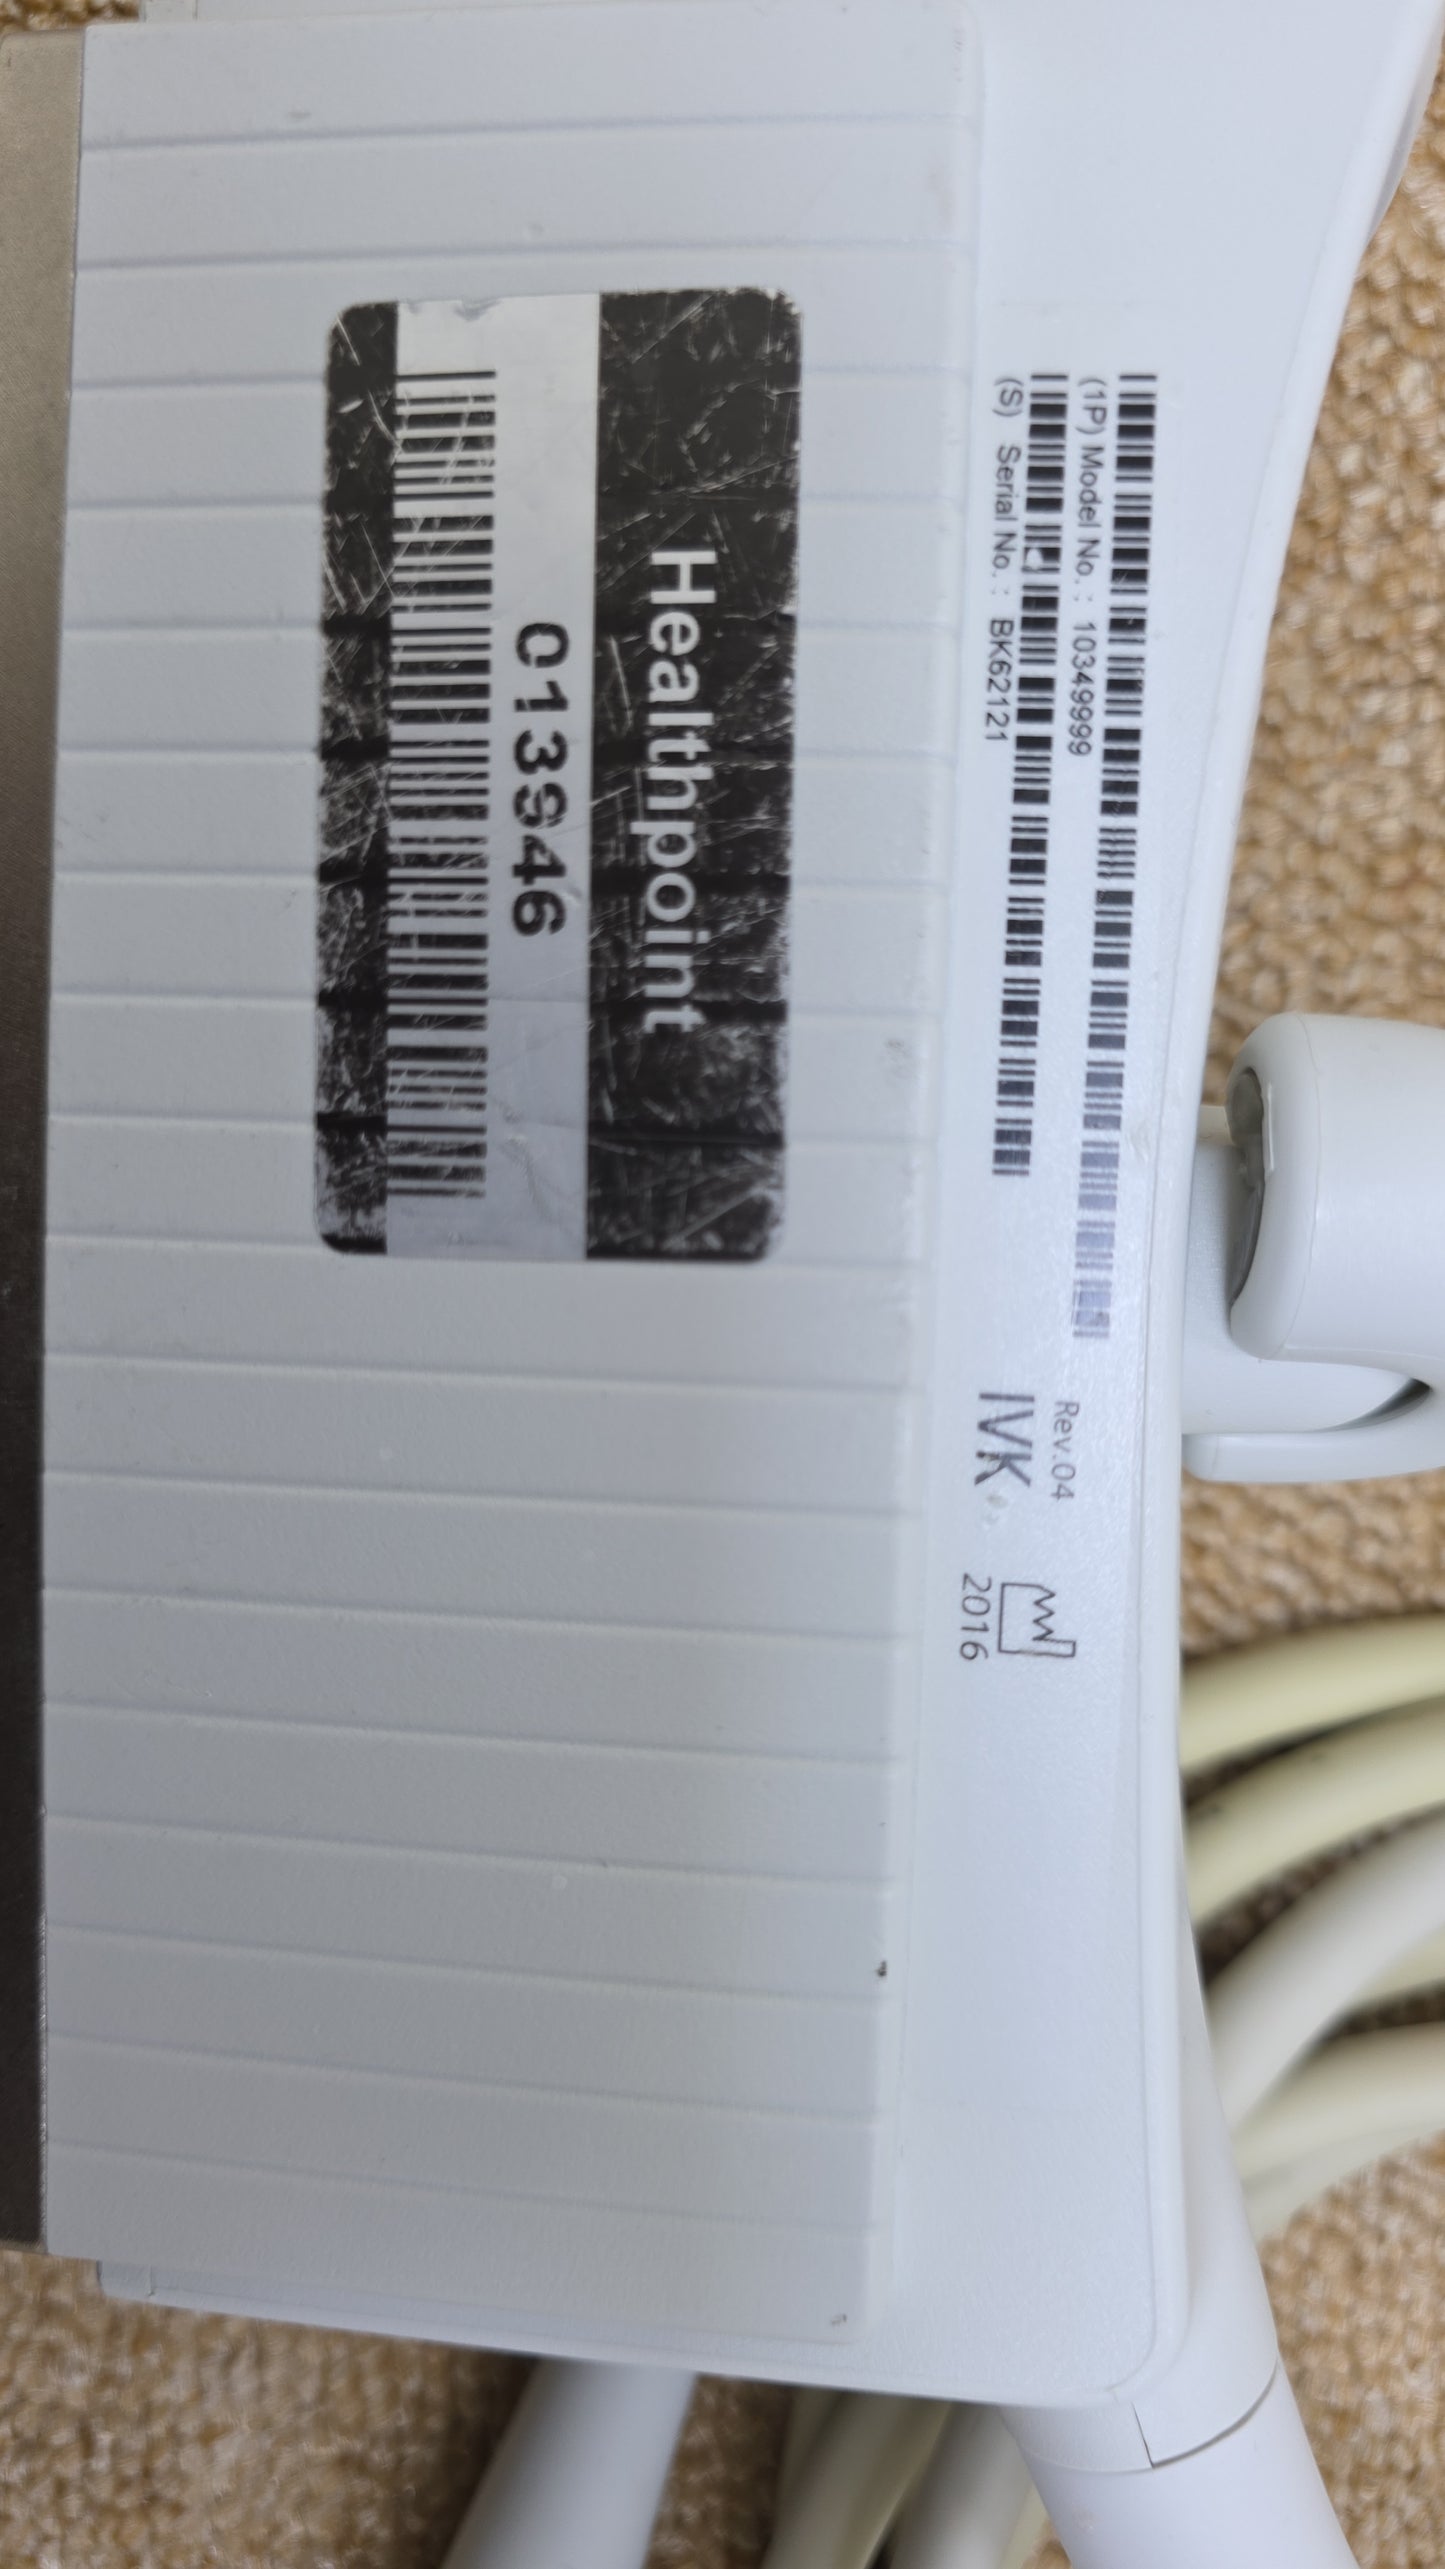 (1P) Model No.: 10349999
(S) Serial No.: BK62121
Rev.04
IVK
2016
Healthpoint
013946